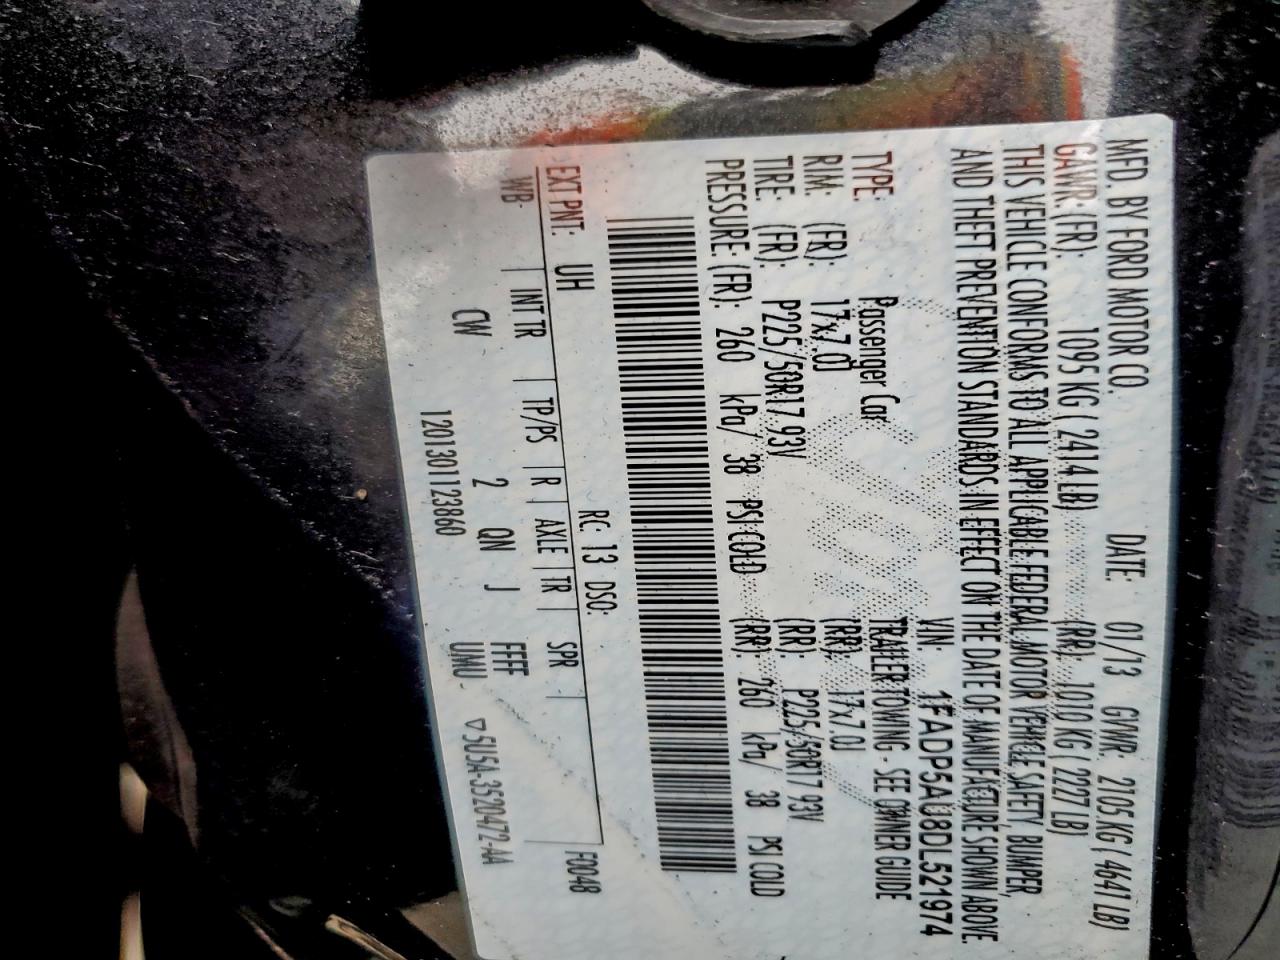 MFD. BY FORD MOTOR CO. DATE: 01/13 GVWR: 2105 KG ( 4641 LB)
GAWR: (FR): 1095 KG ( 2414 LB) (RR): 1010 KG ( 2227 LB)
THIS VEHICLE CONFORMS TO ALL APPLICABLE FEDERAL MOTOR VEHICLE SAFETY, BUMPER,
AND THEFT PREVENTION STANDARDS IN EFFECT ON THE DATE OF MANUFACTURE SHOWN ABOVE.
VIN: 1FADP5AU8DL521974
TYPE: Passenger Car TRAILER TOWING - SEE OWNER GUIDE
RIM: (FR): 17x7.0J (RR): 17x7.0J
TIRE: (FR): P225/50R17 93V (RR): P225/50R17 93V
PRESSURE: (FR): 260 kPa/ 38 PSI COLD (RR): 260 kPa/ 38 PSI COLD
EXT PNT: UH RC: 13 DSO: F0048
WB: INT TR TP/PS R AXLE TR SPR
CW 2 QN J FFFF
1201301123860 UMU ▽5U5A-3520472-AA